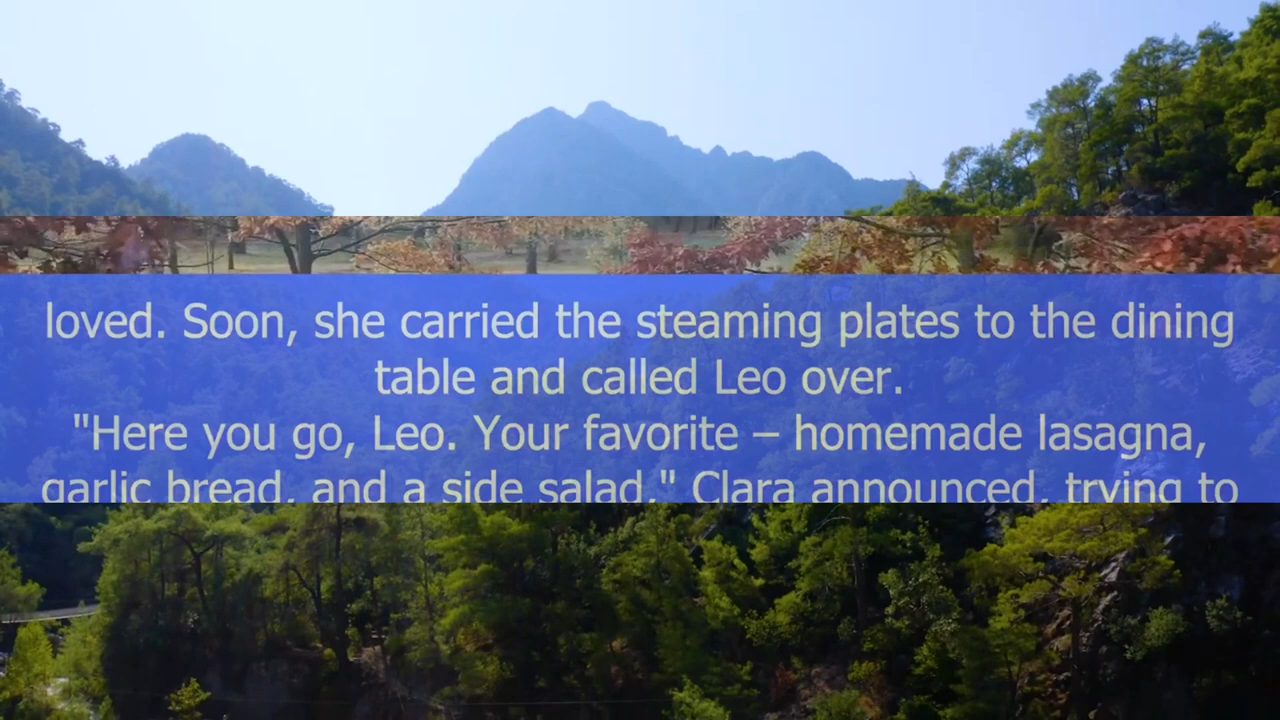 loved. Soon, she carried the steaming plates to the dining
table and called Leo over.
"Here you go, Leo. Your favorite – homemade lasagna,
garlic bread, and a side salad," Clara announced, trying to